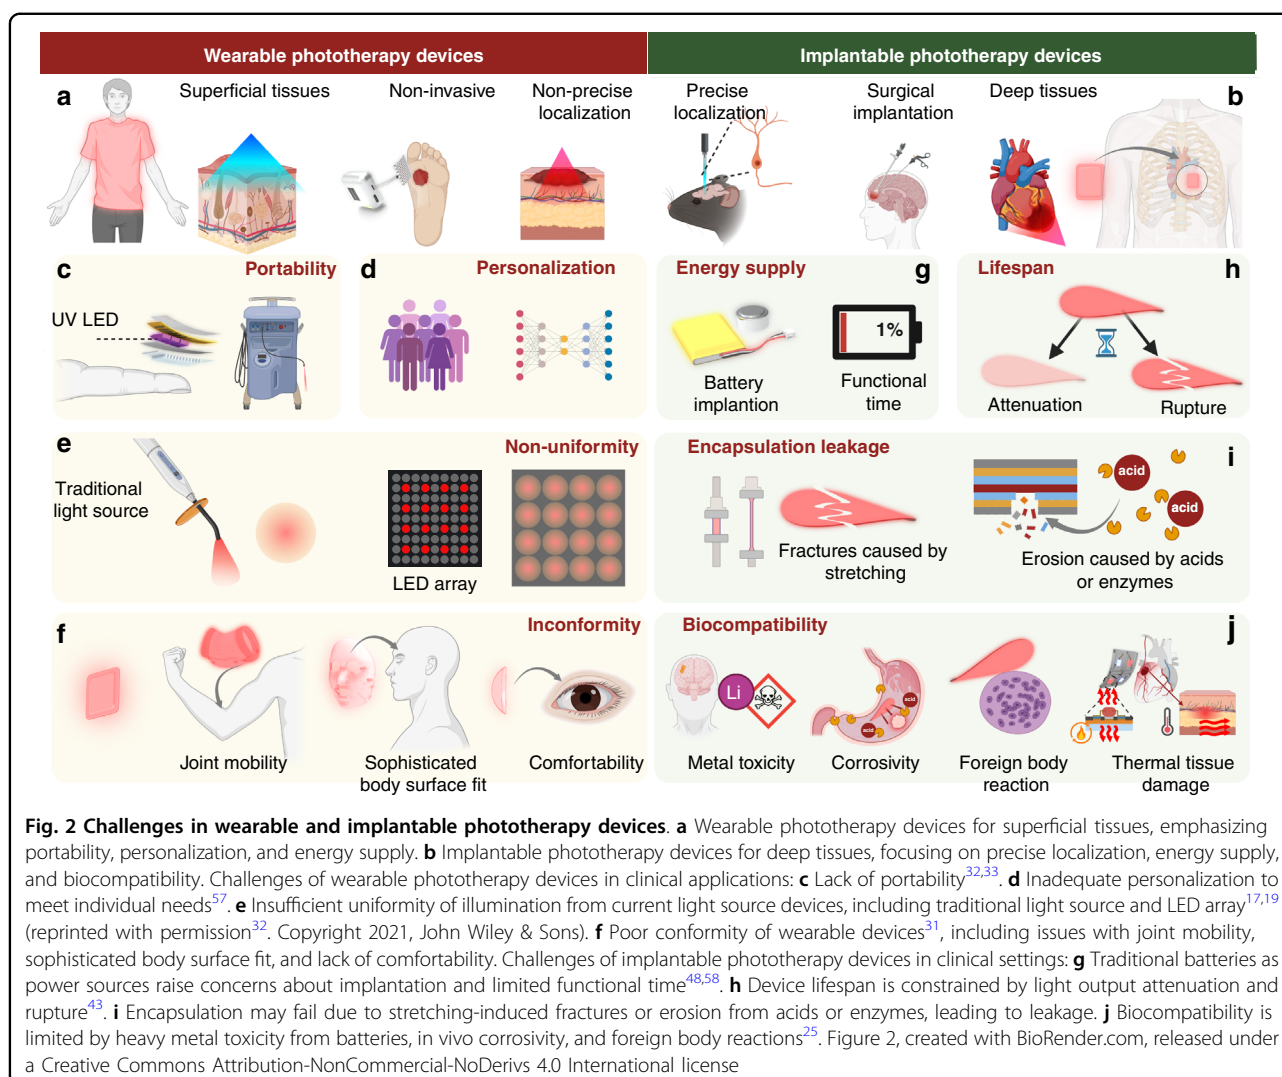 Wearable phototherapy devices
Implantable phototherapy devices
a
Superficial tissues
Non-invasive
Non-precise
localization
Precise
localization
Surgical
implantation
Deep tissues
b
c
Portability
UV LED
d
Personalization
Energy supply
g
1%
Battery
implantion
Functional
time
Lifespan
h
Attenuation
Rupture
e
Non-uniformity
Traditional
light source
LED array
Encapsulation leakage
i
acid
acid
Fractures caused by
stretching
Erosion caused by acids
or enzymes
f
Inconformity
Joint mobility
Sophisticated
body surface fit
Comfortability
Biocompatibility
j
Li
acid
acid
Metal toxicity
Corrosivity
Foreign body
reaction
Thermal tissue
damage
Fig. 2 Challenges in wearable and implantable phototherapy devices. a Wearable phototherapy devices for superficial tissues, emphasizing
portability, personalization, and energy supply. b Implantable phototherapy devices for deep tissues, focusing on precise localization, energy supply,
and biocompatibility. Challenges of wearable phototherapy devices in clinical applications: c Lack of portability32,33. d Inadequate personalization to
meet individual needs57. e Insufficient uniformity of illumination from current light source devices, including traditional light source and LED array17,19
(reprinted with permission32. Copyright 2021, John Wiley & Sons). f Poor conformity of wearable devices31, including issues with joint mobility,
sophisticated body surface fit, and lack of comfortability. Challenges of implantable phototherapy devices in clinical settings: g Traditional batteries as
power sources raise concerns about implantation and limited functional time48,58. h Device lifespan is constrained by light output attenuation and
rupture43. i Encapsulation may fail due to stretching-induced fractures or erosion from acids or enzymes, leading to leakage. j Biocompatibility is
limited by heavy metal toxicity from batteries, in vivo corrosivity, and foreign body reactions25. Figure 2, created with BioRender.com, released under
a Creative Commons Attribution-NonCommercial-NoDerivs 4.0 International license